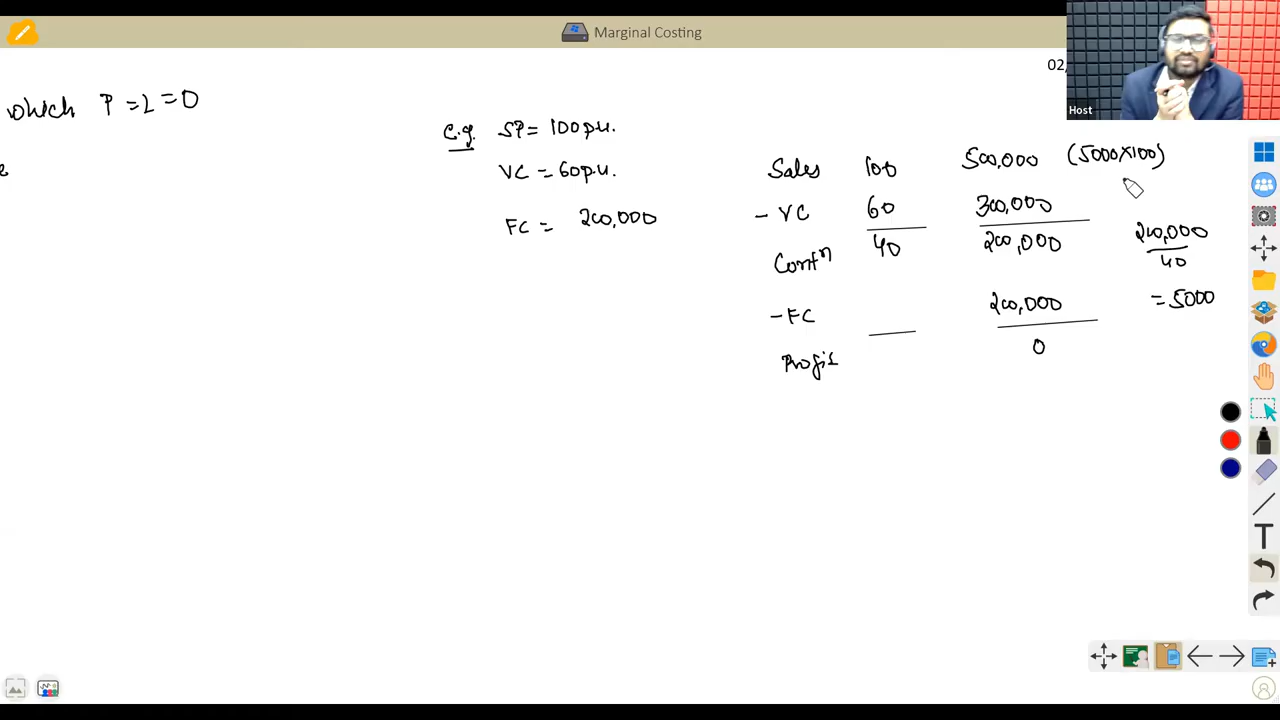 Marginal Costing
02,
Host
which P = L = 0
e.g. SP = 100 p.u.
VC = 60 p.u.
FC = 200,000
Sales 100 500,000 (5000×100)
- VC 60 300,000
Contn 40 200,000
200,000
40
= 5000
- FC 200,000
Profit 0
T